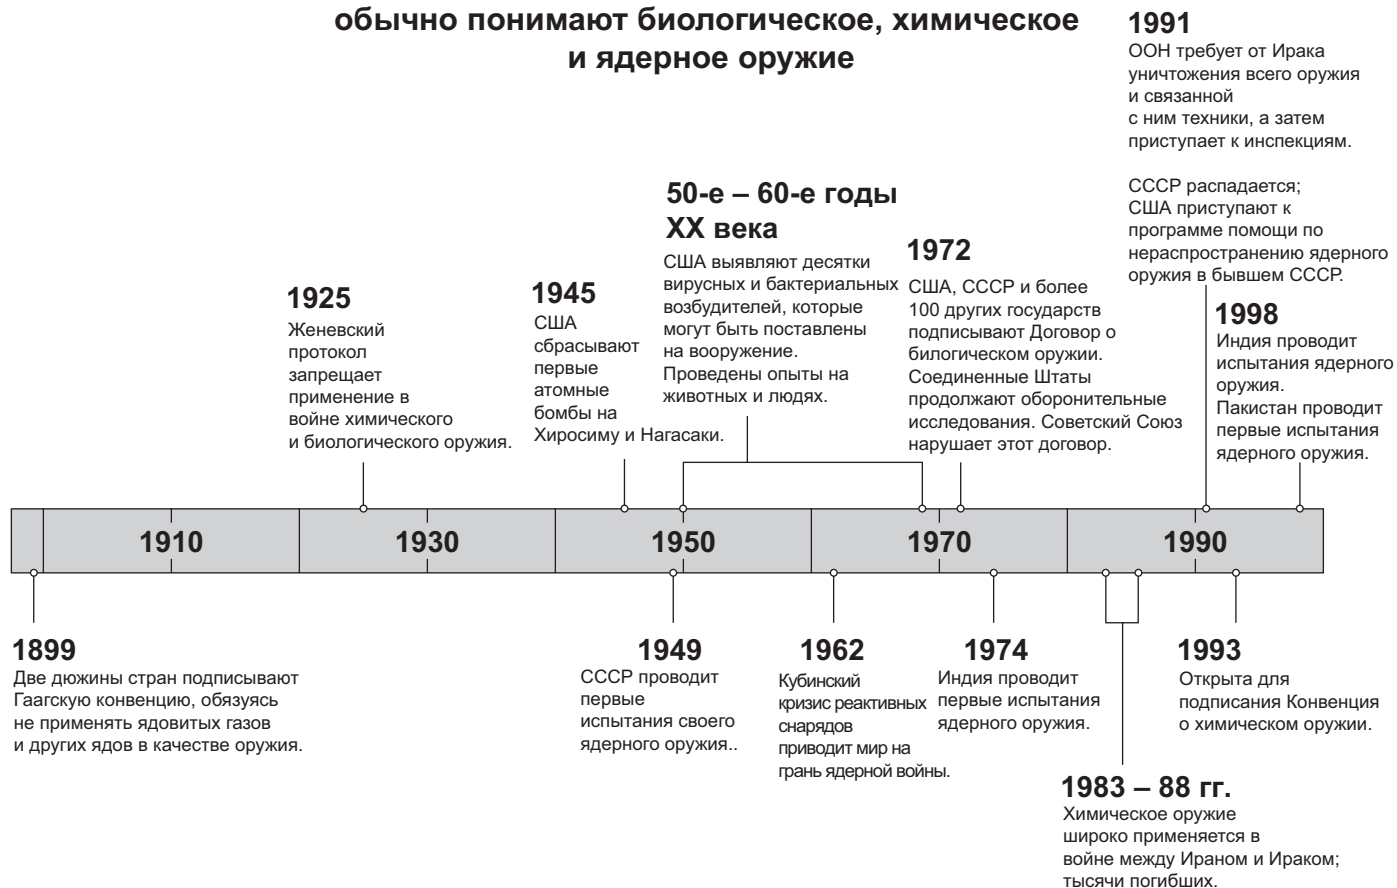 обычно понимают биологическое, химическое
и ядерное оружие
1991
ООН требует от Ирака
уничтожения всего оружия
и связанной
с ним техники, а затем
приступает к инспекциям.
СССР распадается;
США приступают к
программе помощи по
нераспространению ядерного
оружия в бывшем СССР.
50-е – 60-е годы
XX века
США выявляют десятки
вирусных и бактериальных
возбудителей, которые
могут быть поставлены
на вооружение.
Проведены опыты на
животных и людях.
1972
США, СССР и более
100 других государств
подписывают Договор о
билогическом оружии.
Соединенные Штаты
продолжают оборонительные
исследования. Советский Союз
нарушает этот договор.
1925
Женевский
протокол
запрещает
применение в
войне химического
и биологического оружия.
1945
США
сбрасывают
первые
атомные
бомбы на
Хиросиму и Нагасаки.
1998
Индия проводит
испытания ядерного
оружия.
Пакистан проводит
первые испытания
ядерного оружия.
1910
1930
1950
1970
1990
1899
Две дюжины стран подписывают
Гаагскую конвенцию, обязуясь
не применять ядовитых газов
и других ядов в качестве оружия.
1949
СССР проводит
первые
испытания своего
ядерного оружия..
1962
Кубинский
кризис реактивных
снарядов
приводит мир на
грань ядерной войны.
1974
Индия проводит
первые испытания
ядерного оружия.
1993
Открыта для
подписания Конвенция
о химическом оружии.
1983 – 88 гг.
Химическое оружие
широко применяется в
войне между Ираном и Ираком;
тысячи погибших.